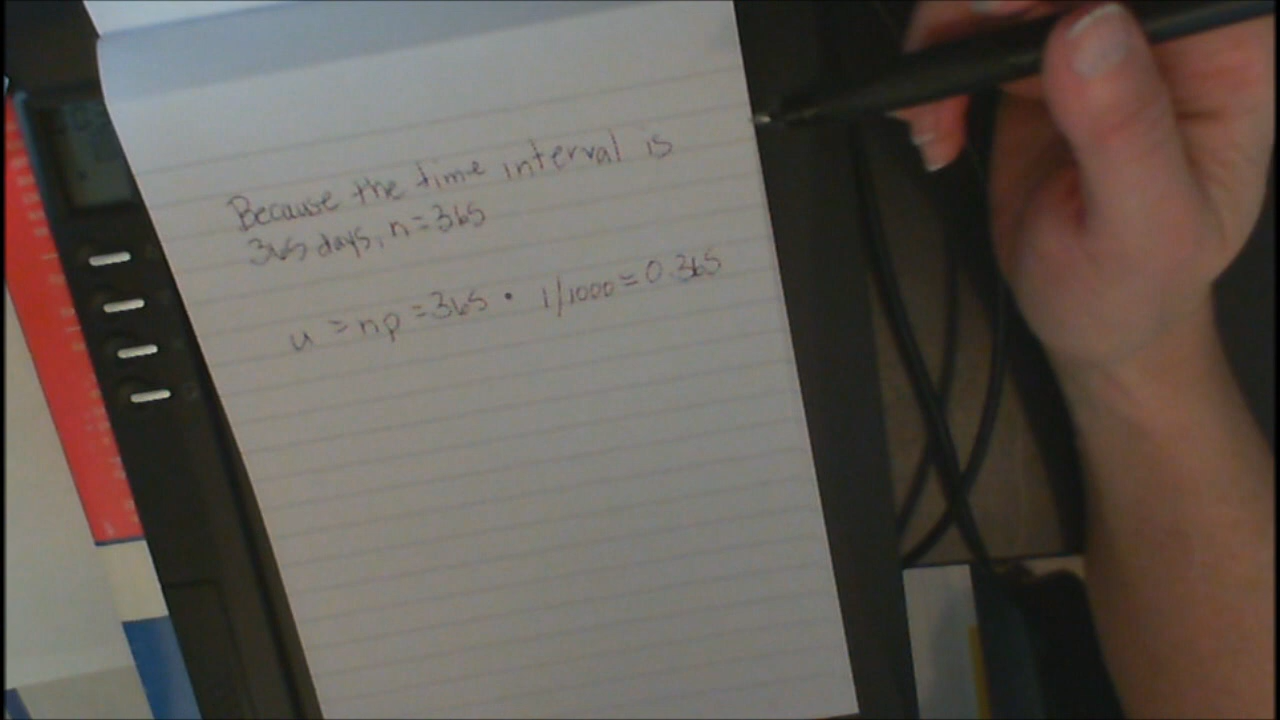 Because the time interval is
365 days, n=365
u = np = 365 • 1/1000 = 0.365